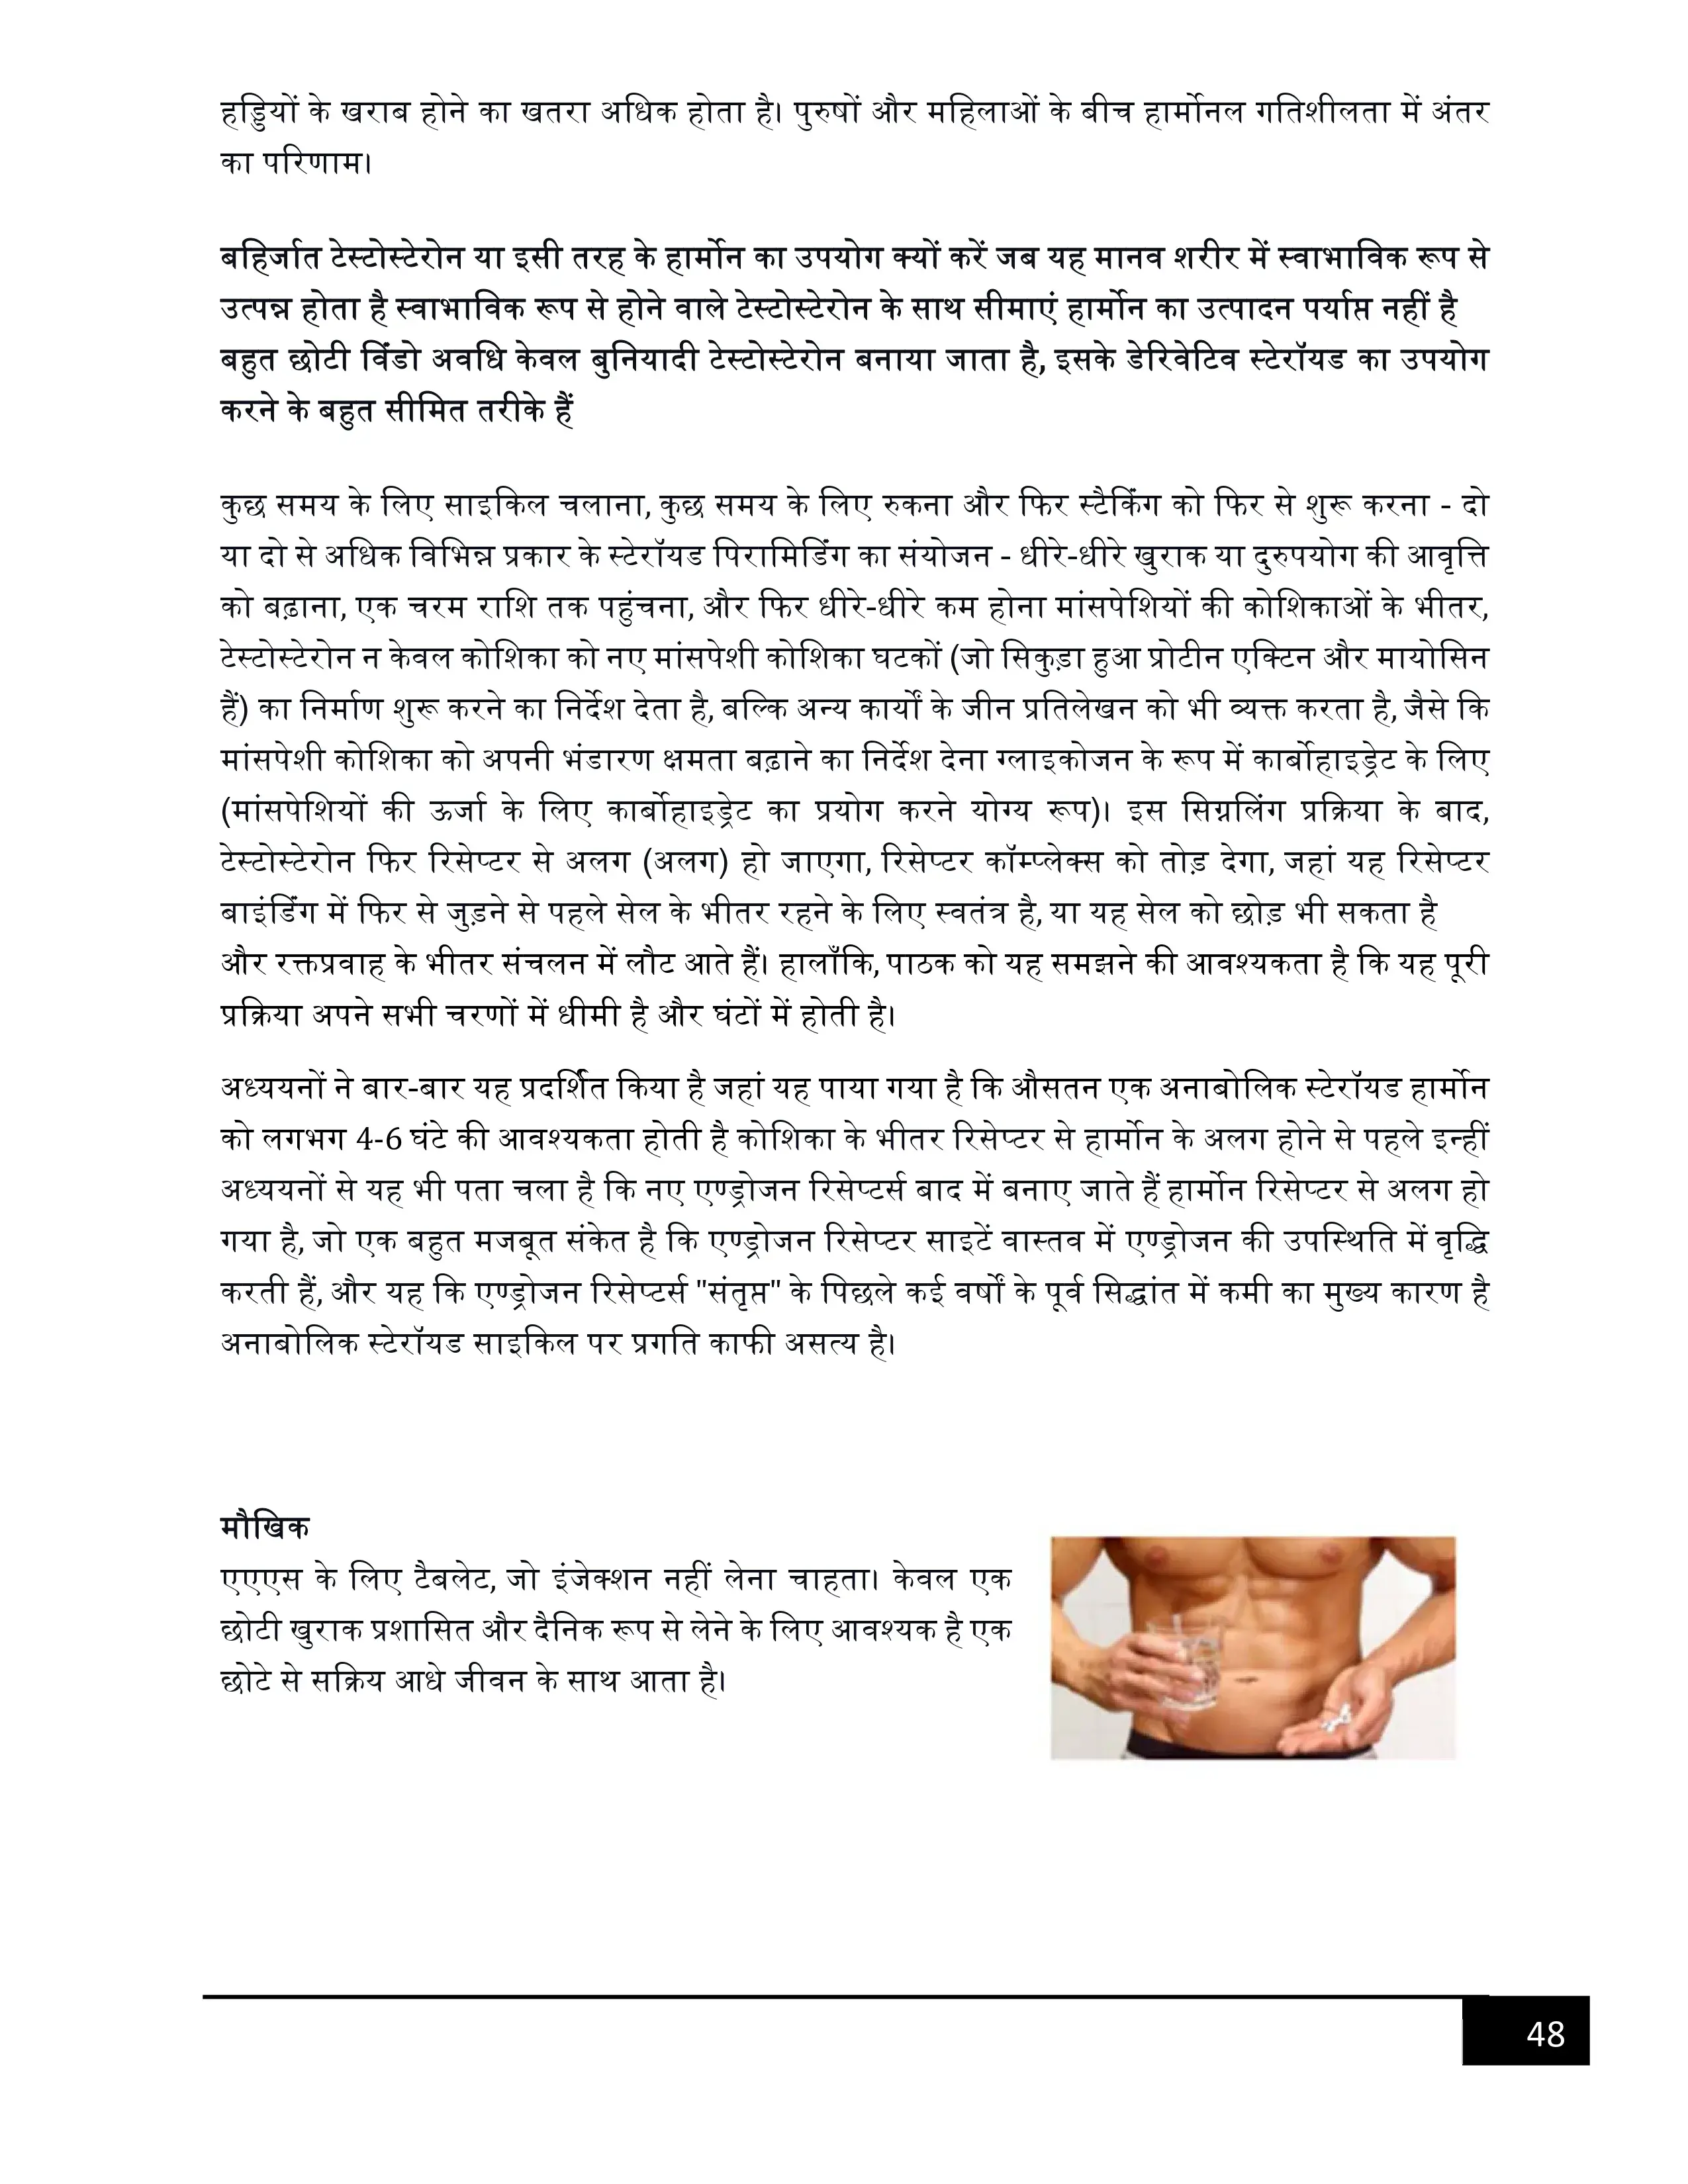 हड्डियों के खराब होने का खतरा अधिक होता है। पुरुषों और महिलाओं के बीच हार्मोनल गतिशीलता में अंतर
का परिणाम।
बहिर्जात टेस्टोस्टेरोन या इसी तरह के हार्मोन का उपयोग क्यों करें जब यह मानव शरीर में स्वाभाविक रूप से
उत्पन्न होता है स्वाभाविक रूप से होने वाले टेस्टोस्टेरोन के साथ सीमाएं हार्मोन का उत्पादन पर्याप्त नहीं है
बहुत छोटी विंडो अवधि केवल बुनियादी टेस्टोस्टेरोन बनाया जाता है, इसके डेरिवेटिव स्टेरॉयड का उपयोग
करने के बहुत सीमित तरीके हैं
कुछ समय के लिए साइकिल चलाना, कुछ समय के लिए रुकना और फिर स्टैकिंग को फिर से शुरू करना - दो
या दो से अधिक विभिन्न प्रकार के स्टेरॉयड पिरामिडिंग का संयोजन - धीरे-धीरे खुराक या दुरुपयोग की आवृत्ति
को बढ़ाना, एक चरम राशि तक पहुंचना, और फिर धीरे-धीरे कम होना मांसपेशियों की कोशिकाओं के भीतर,
टेस्टोस्टेरोन न केवल कोशिका को नए मांसपेशी कोशिका घटकों (जो सिकुड़ा हुआ प्रोटीन एक्टिन और मायोसिन
हैं) का निर्माण शुरू करने का निर्देश देता है, बल्कि अन्य कार्यों के जीन प्रतिलेखन को भी व्यक्त करता है, जैसे कि
मांसपेशी कोशिका को अपनी भंडारण क्षमता बढ़ाने का निर्देश देना ग्लाइकोजन के रूप में कार्बोहाइड्रेट के लिए
(मांसपेशियों की ऊर्जा के लिए कार्बोहाइड्रेट का प्रयोग करने योग्य रूप)। इस सिग्नलिंग प्रक्रिया के बाद,
टेस्टोस्टेरोन फिर रिसेप्टर से अलग (अलग) हो जाएगा, रिसेप्टर कॉम्प्लेक्स को तोड़ देगा, जहां यह रिसेप्टर
बाइंडिंग में फिर से जुड़ने से पहले सेल के भीतर रहने के लिए स्वतंत्र है, या यह सेल को छोड़ भी सकता है
और रक्तप्रवाह के भीतर संचलन में लौट आते हैं। हालाँकि, पाठक को यह समझने की आवश्यकता है कि यह पूरी
प्रक्रिया अपने सभी चरणों में धीमी है और घंटों में होती है।
अध्ययनों ने बार-बार यह प्रदर्शित किया है जहां यह पाया गया है कि औसतन एक अनाबोलिक स्टेरॉयड हार्मोन
को लगभग 4-6 घंटे की आवश्यकता होती है कोशिका के भीतर रिसेप्टर से हार्मोन के अलग होने से पहले इन्हीं
अध्ययनों से यह भी पता चला है कि नए एण्ड्रोजन रिसेप्टर्स बाद में बनाए जाते हैं हार्मोन रिसेप्टर से अलग हो
गया है, जो एक बहुत मजबूत संकेत है कि एण्ड्रोजन रिसेप्टर साइटें वास्तव में एण्ड्रोजन की उपस्थिति में वृद्धि
करती हैं, और यह कि एण्ड्रोजन रिसेप्टर्स "संतृप्त" के पिछले कई वर्षों के पूर्व सिद्धांत में कमी का मुख्य कारण है
अनाबोलिक स्टेरॉयड साइकिल पर प्रगति काफी असत्य है।
मौखिक
एएएस के लिए टैबलेट, जो इंजेक्शन नहीं लेना चाहता। केवल एक
छोटी खुराक प्रशासित और दैनिक रूप से लेने के लिए आवश्यक है एक
छोटे से सक्रिय आधे जीवन के साथ आता है।
48